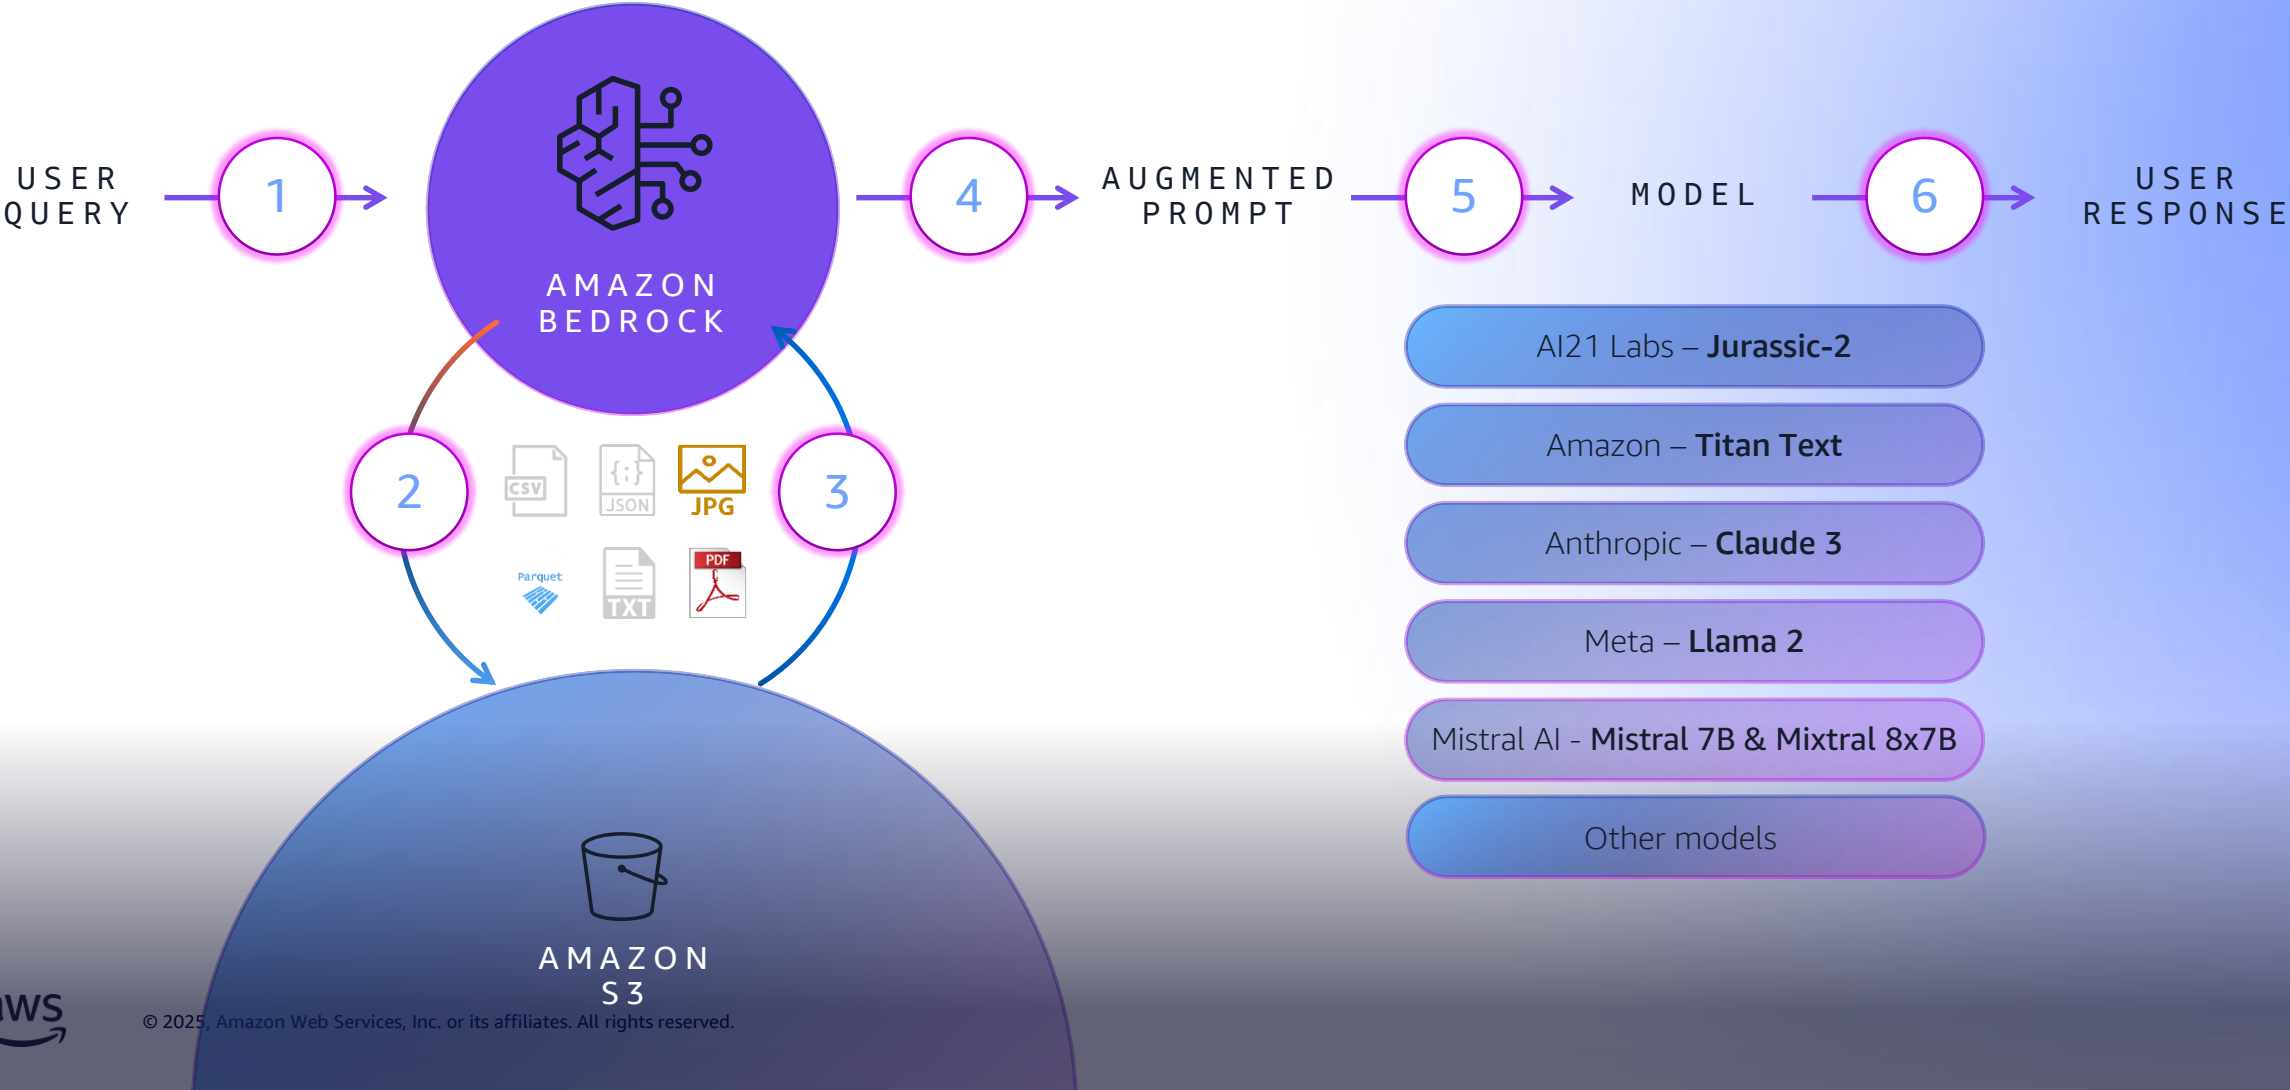 USER
QUERY
1
AMAZON
BEDROCK
4
AUGMENTED
PROMPT
5
MODEL
6
USER
RESPONSE
2
3
CSV
{;}
JSON
JPG
Parquet
TXT
PDF
AI21 Labs – Jurassic-2
Amazon – Titan Text
Anthropic – Claude 3
Meta – Llama 2
Mistral AI - Mistral 7B & Mixtral 8x7B
Other models
AMAZON
S3
aws
© 2025, Amazon Web Services, Inc. or its affiliates. All rights reserved.